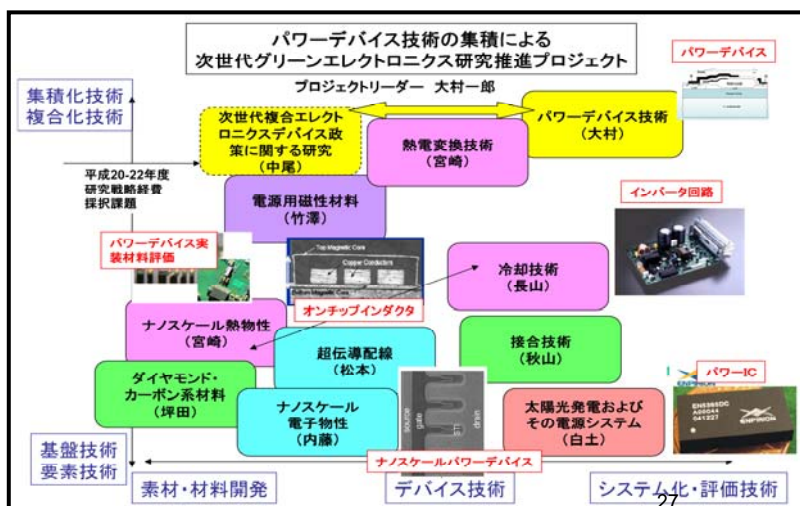 パワーデバイス技術の集積による
次世代グリーンエレクトロニクス研究推進プロジェクト
プロジェクトリーダー 大村一郎
パワーデバイス
集積化技術
複合化技術
次世代複合エレクト
ロニクスデバイス政
策に関する研究
(中尾)
熱電変換技術
(宮崎)
パワーデバイス技術
(大村)
平成20-22年度
研究戦略経費
採択課題
電源用磁性材料
(竹澤)
インバータ回路
パワーデバイス実
装材料評価
Top Magnetic Core
Copper Conductors
Bottom Magnetic Core
オンチップインダクタ
冷却技術
(長山)
ナノスケール熱物性
(宮崎)
超伝導配線
(松本)
接合技術
(秋山)
パワーIC
ダイヤモンド・
カーボン系材料
(坪田)
ナノスケール
電子物性
(内藤)
source
gate
STI
drain
太陽光発電および
その電源システム
(白土)
ENPIRION
EN5365DC
A00044
041227
ENPIRION
基盤技術
要素技術
ナノスケールパワーデバイス
素材・材料開発
デバイス技術
システム化・評価技術
27